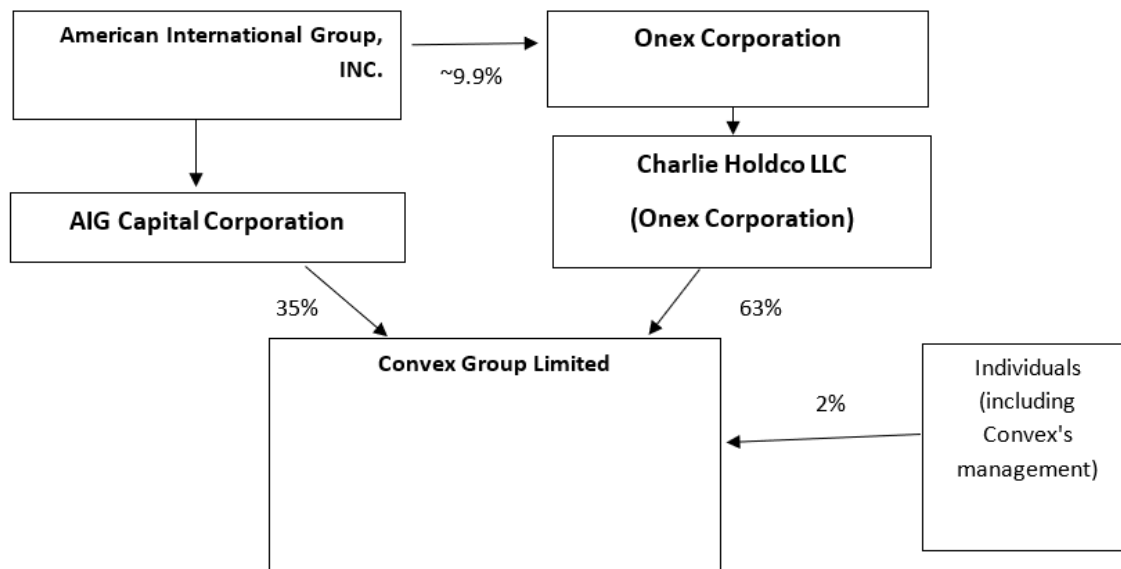 American International Group,
INC.
Onex Corporation
~9.9%
Charlie Holdco LLC
(Onex Corporation)
AIG Capital Corporation
35%
63%
Convex Group Limited
2%
Individuals
(including
Convex's
management)